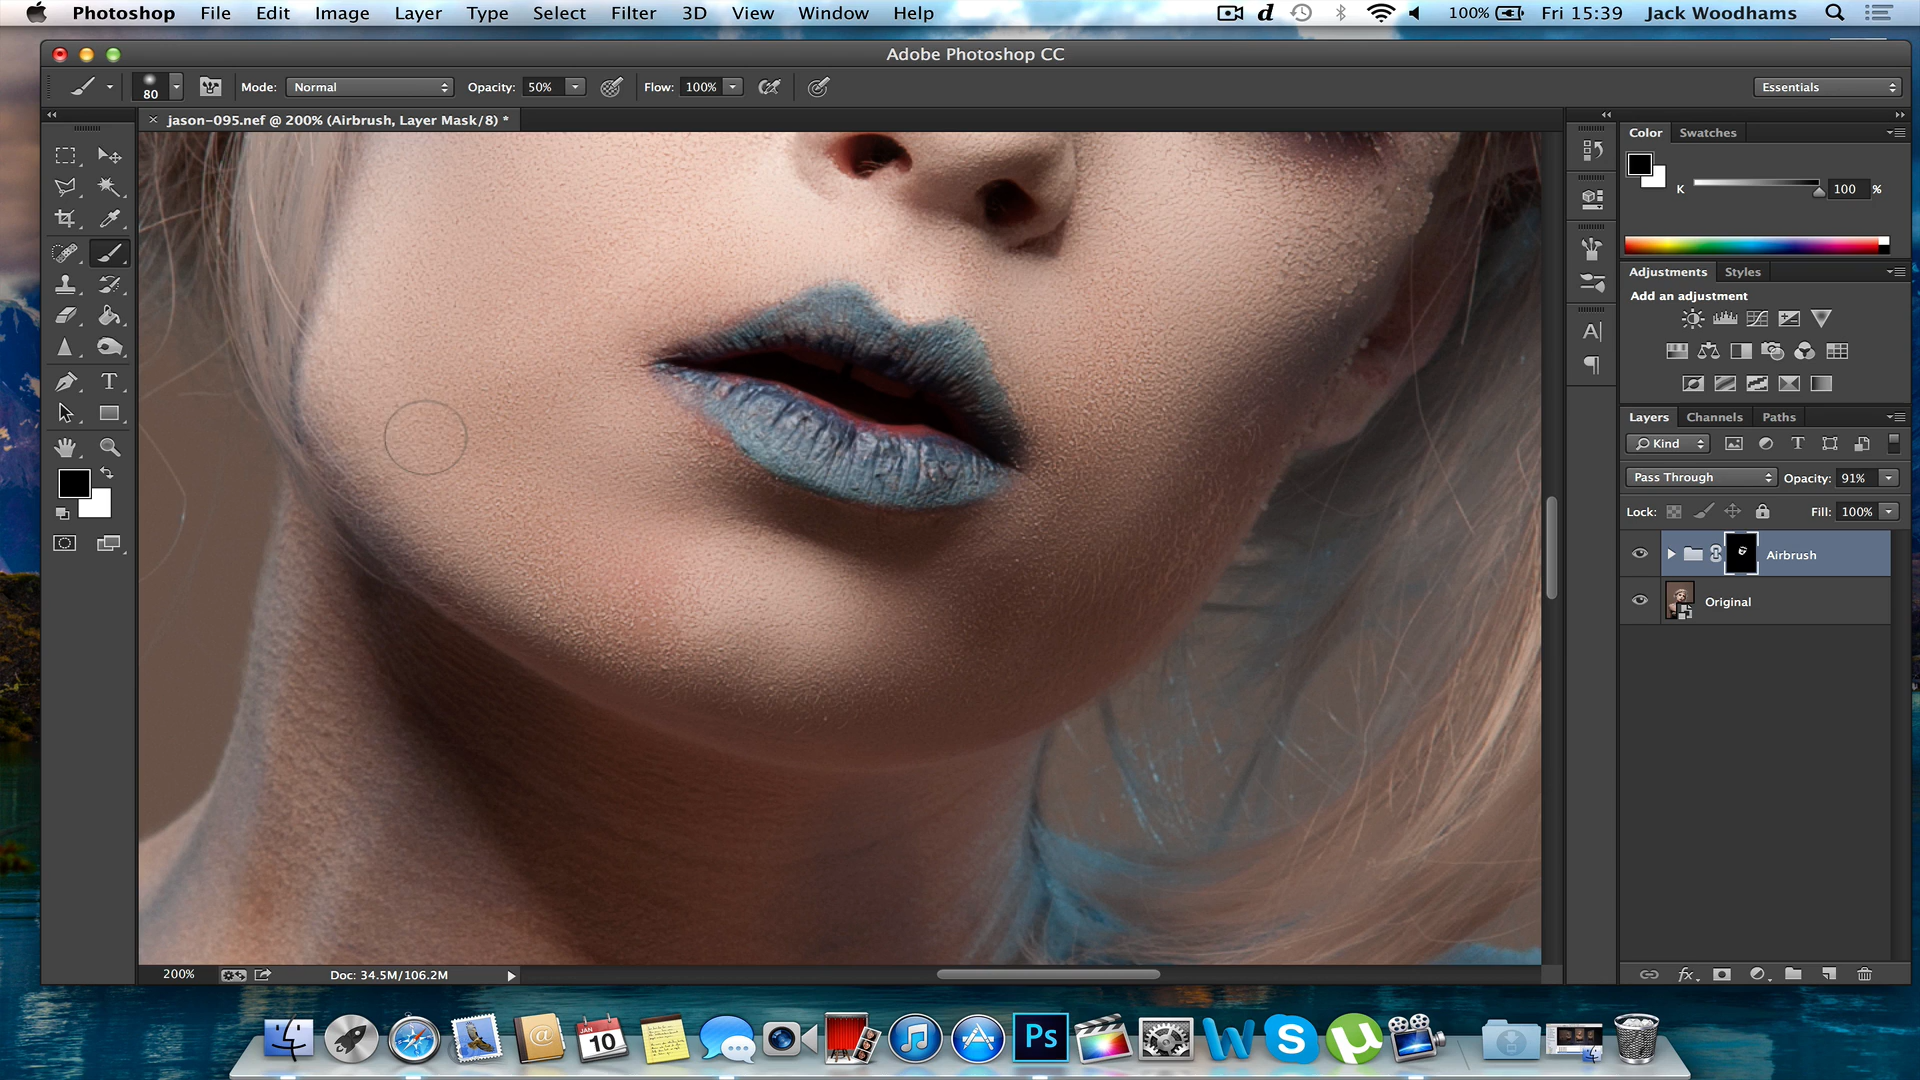 Photoshop File Edit Image Layer Type Select Filter 3D View Window Help d 100% Fri 15:39 Jack Woodhams
Adobe Photoshop CC
80 Mode: Normal Opacity: 50% Flow: 100% Essentials
× jason-095.nef @ 200% (Airbrush, Layer Mask/8) *
Color Swatches
K 100 %
Adjustments Styles
Add an adjustment
Layers Channels Paths
Kind T
Pass Through Opacity: 91%
Lock: Fill: 100%
Airbrush
Original
T
A|
¶
200% Doc: 34.5M/106.2M fx
JAN
10
@
Ps
W
S
µ